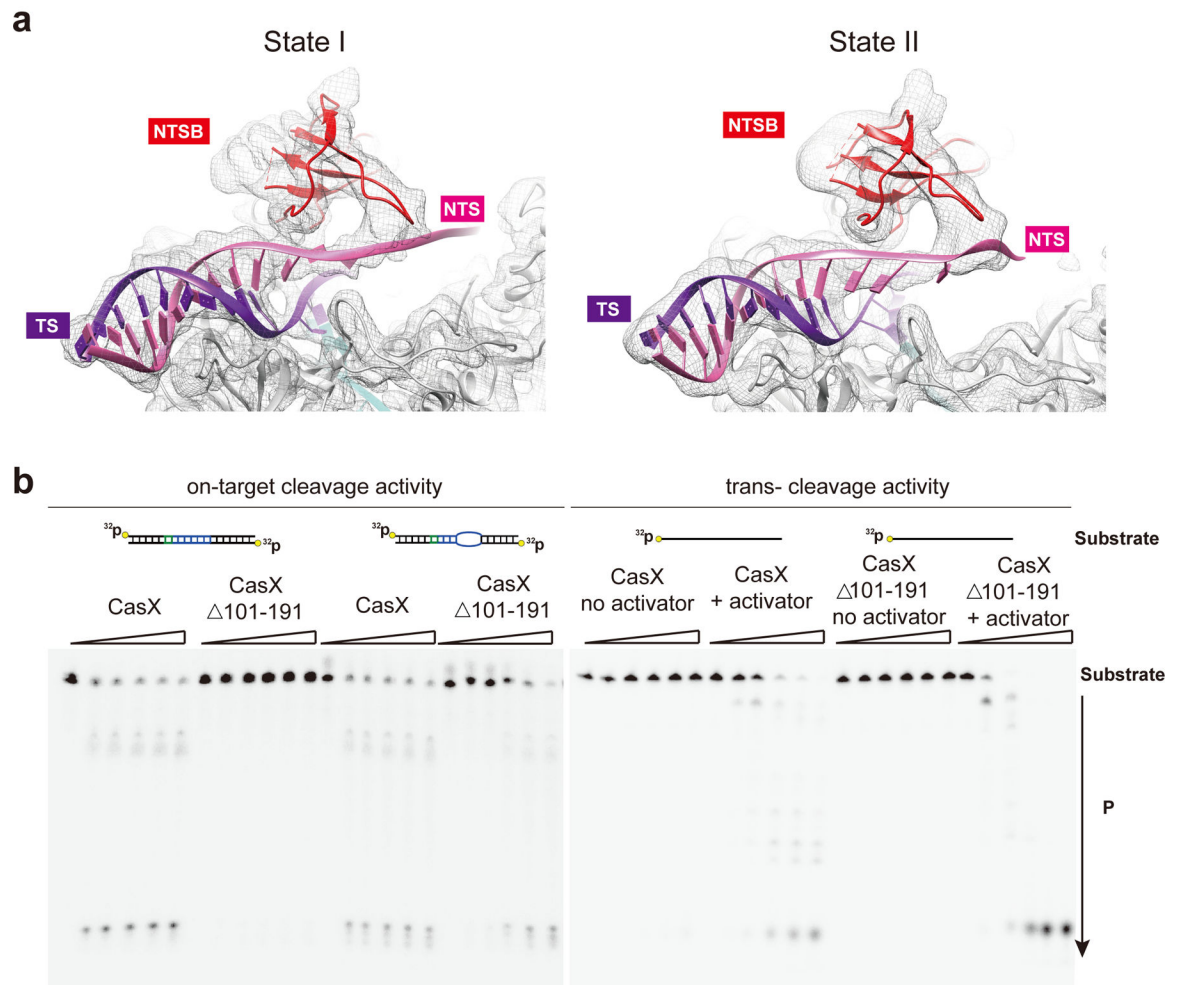 a
State I
State II
NTSB
NTSB
NTS
NTS
TS
TS
b
on-target cleavage activity
trans- cleavage activity
32p
32p
32p
32p
32p
32p
Substrate
CasX
CasX
△101-191
CasX
CasX
△101-191
CasX
no activator
CasX
+ activator
CasX
△101-191
no activator
CasX
△101-191
+ activator
Substrate
P